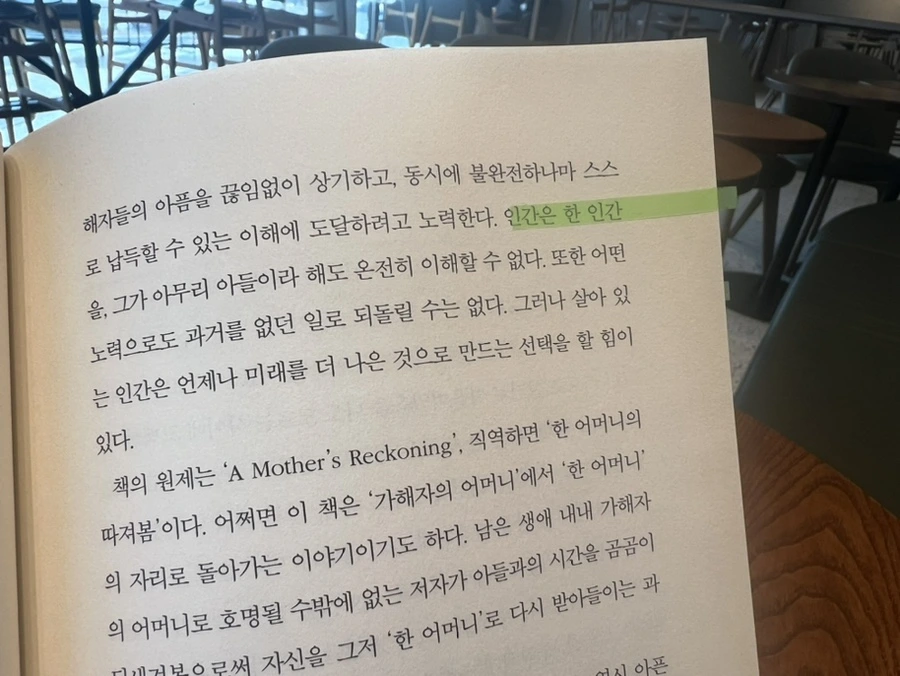 해자들의 아픔을 끊임없이 상기하고, 동시에 불완전하나마 스스
로 납득할 수 있는 이해에 도달하려고 노력한다. 인간은 한 인간
을, 그가 아무리 아들이라 해도 온전히 이해할 수 없다. 또한 어떤
노력으로도 과거를 없던 일로 되돌릴 수는 없다. 그러나 살아 있
는 인간은 언제나 미래를 더 나은 것으로 만드는 선택을 할 힘이
있다.
책의 원제는 ‘A Mother’s Reckoning’, 직역하면 ‘한 어머니의
따져봄’이다. 어쩌면 이 책은 ‘가해자의 어머니’에서 ‘한 어머니’
의 자리로 돌아가는 이야기이기도 하다. 남은 생애 내내 가해자
의 어머니로 호명될 수밖에 없는 저자가 아들과의 시간을 곰곰이
자신을 그저 ‘한 어머니’로 다시 받아들이는 과
아픈